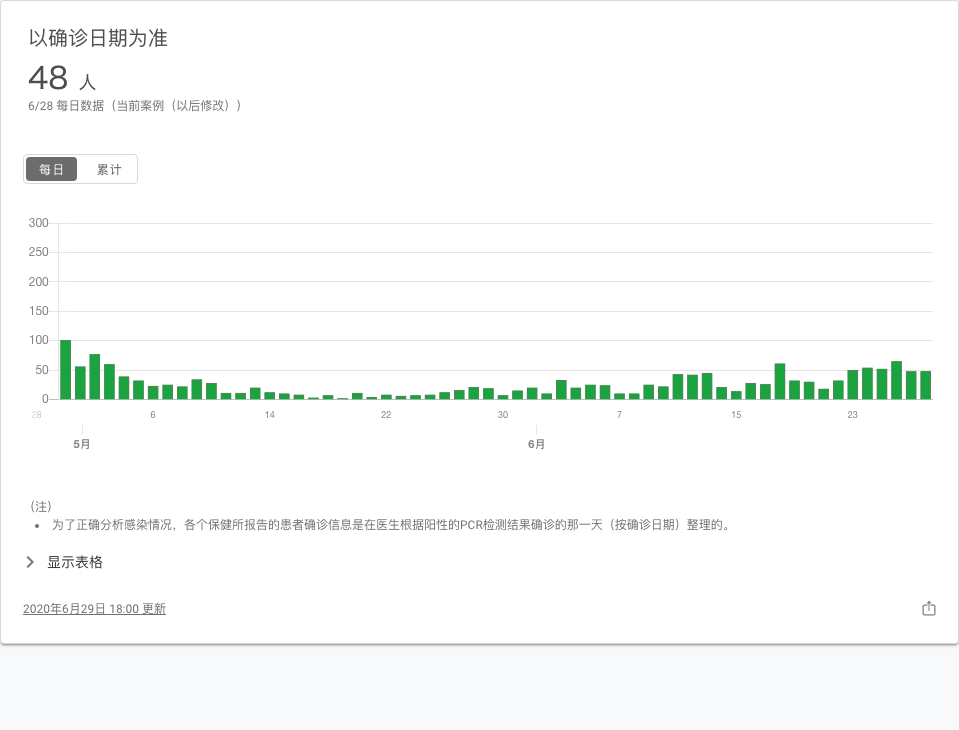 以确诊日期为准
48 人
6/28 每日数据（当前案例（以后修改））
每日 累计
300
250
200
150
100
50
0
28 6 14 22 30 7 15 23
5月 6月
（注）
• 为了正确分析感染情况，各个保健所报告的患者确诊信息是在医生根据阳性的PCR检测结果确诊的那一天（按确诊日期）整理的。
显示表格
2020年6月29日 18:00 更新